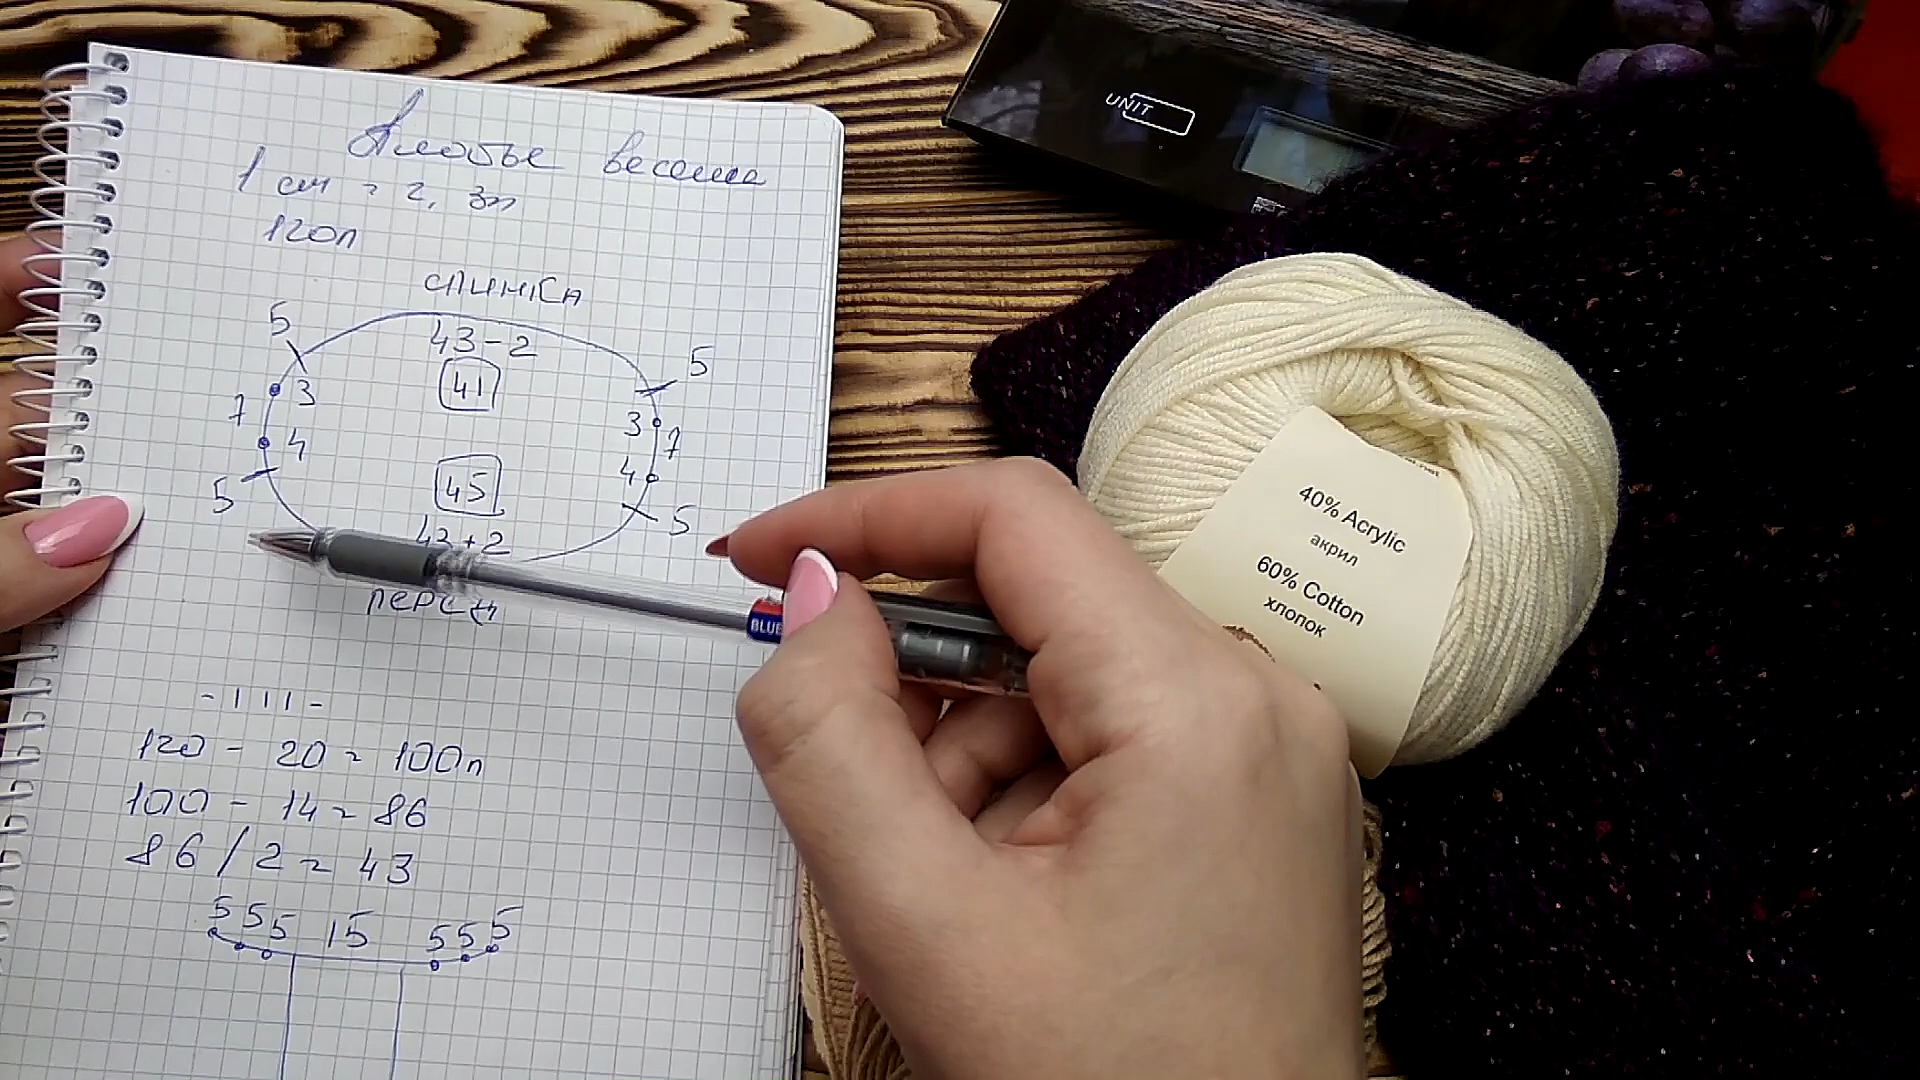 Платье весона
1 см = 2, 3п
120п
СПИНКА
5
43-2
5
41
3
7
4
3
7
4
45
5
5
43+2
ПЕРЕД
- | | | -
120 - 20 = 100п
100 - 14 = 86
86 / 2 = 43
5 5 5 15 5 5 5
UNIT
40% Acrylic
акрил
60% Cotton
хлопок
BLUE